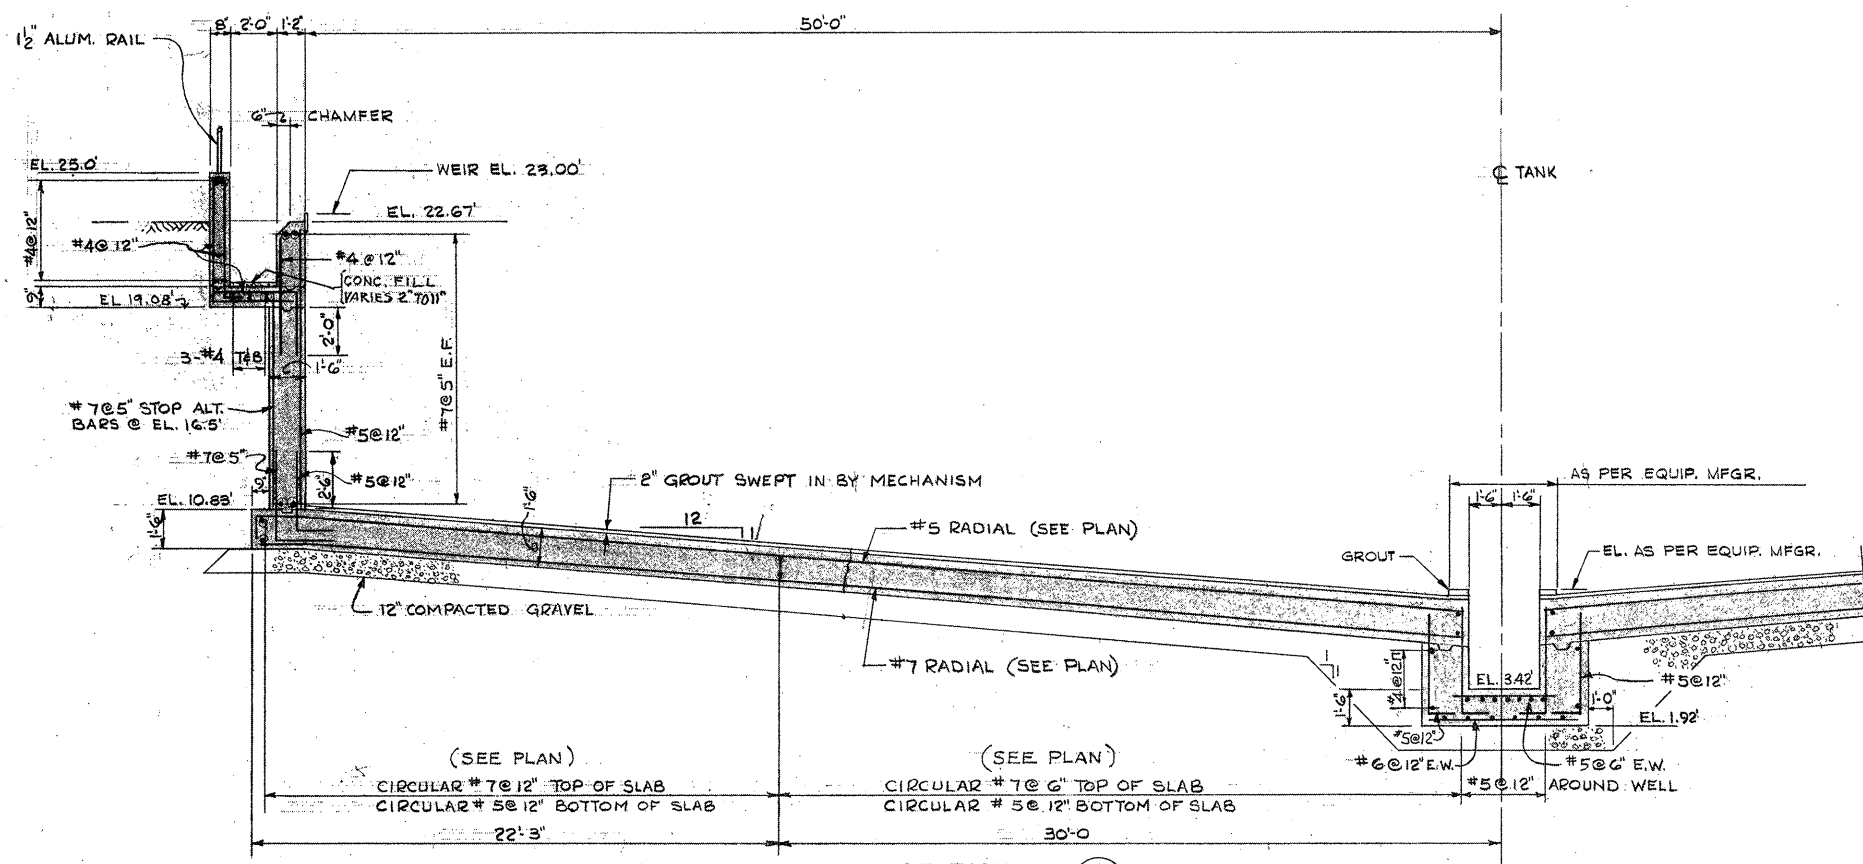 8"
2'-0"
1'-2"
50'-0"
1½" ALUM. RAIL
6"
CHAMFER
EL. 25.0'
WEIR EL. 23.00'
℄ TANK
EL. 22.67'
#4@12"
#4@12"
#4@12"
CONC. FILL
VARIES 2" TO 11"
9"
EL 19.08'
2'-0"
3-#4 T&B
1'-6"
#7@5" E.F.
#7@5" STOP ALT.
BARS @ EL. 16.5'
#5@12"
#7@5"
#5@12"
2'-6"
9"
EL. 10.83'
1'-6"
1'-6"
2" GROUT SWEPT IN BY MECHANISM
12
1
#5 RADIAL (SEE PLAN)
AS PER EQUIP. MFGR.
1'-6"
1'-6"
GROUT
EL. AS PER EQUIP. MFGR.
12" COMPACTED GRAVEL
#7 RADIAL (SEE PLAN)
1
1
#4@12"
EL. 3.42'
#5@12"
1'-6"
1'-0"
EL. 1.92'
#5@12"
#6@12" E.W.
#5@6" E.W.
#5@12" AROUND WELL
(SEE PLAN)
CIRCULAR #7@12" TOP OF SLAB
CIRCULAR #5@12" BOTTOM OF SLAB
(SEE PLAN)
CIRCULAR #7@6" TOP OF SLAB
CIRCULAR #5@12" BOTTOM OF SLAB
22'-3"
30'-0